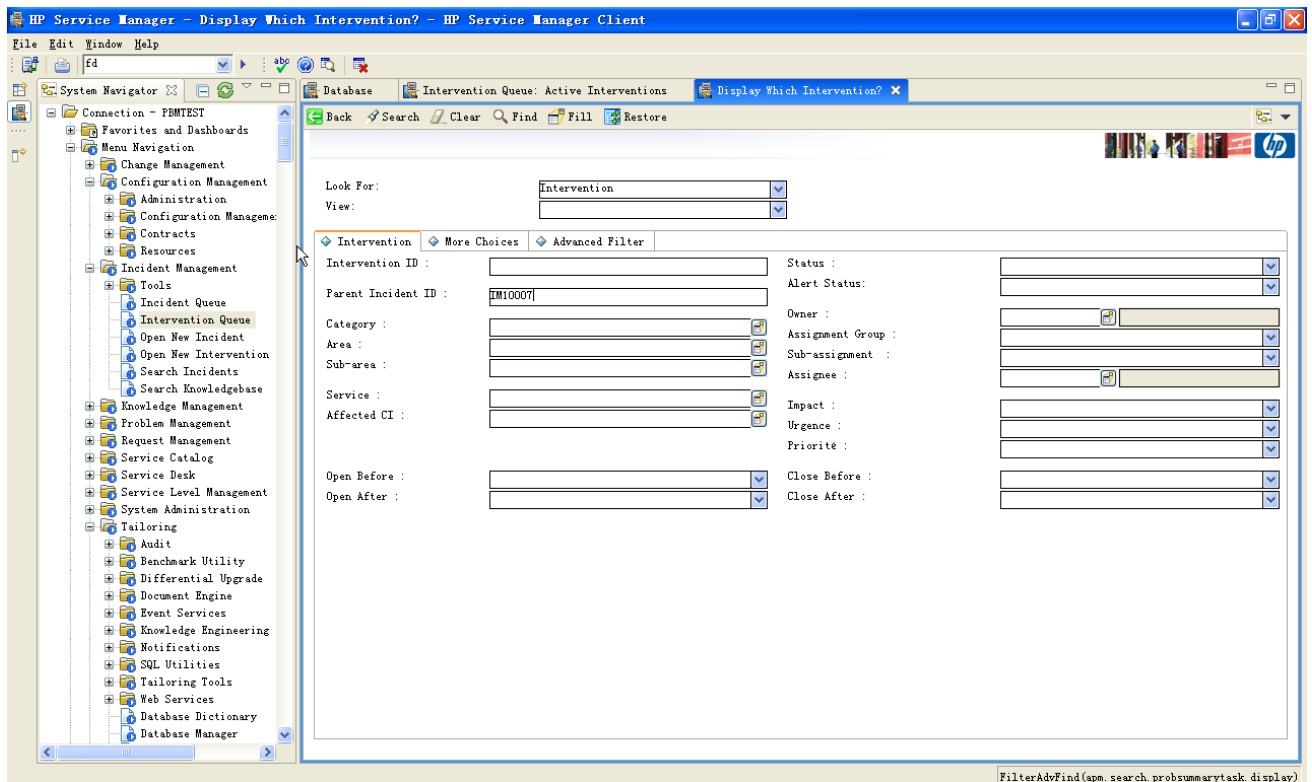 HP Service Manager - Display Which Intervention? - HP Service Manager Client
File Edit Window Help
fd abc
System Navigator Database Intervention Queue: Active Interventions Display Which Intervention?
Back Search Clear Find Fill Restore
hp
Connection - PBMTEST
Favorites and Dashboards
Menu Navigation
Change Management
Configuration Management
Administration
Configuration Manageme
Contracts
Resources
Incident Management
Tools
Incident Queue
Intervention Queue
Open New Incident
Open New Intervention
Search Incidents
Search Knowledgebase
Knowledge Management
Problem Management
Request Management
Service Catalog
Service Desk
Service Level Management
System Administration
Tailoring
Audit
Benchmark Utility
Differential Upgrade
Document Engine
Event Services
Knowledge Engineering
Notifications
SQL Utilities
Tailoring Tools
Web Services
Database Dictionary
Database Manager
Look For: Intervention
View:
Intervention More Choices Advanced Filter
Intervention ID :
Parent Incident ID : IM10007
Category :
Area :
Sub-area :
Service :
Affected CI :
Open Before :
Open After :
Status :
Alert Status:
Owner :
Assignment Group :
Sub-assignment :
Assignee :
Impact :
Urgence :
Priorité :
Close Before :
Close After :
FilterAdvFind(apm.search.probsummarytask.display)